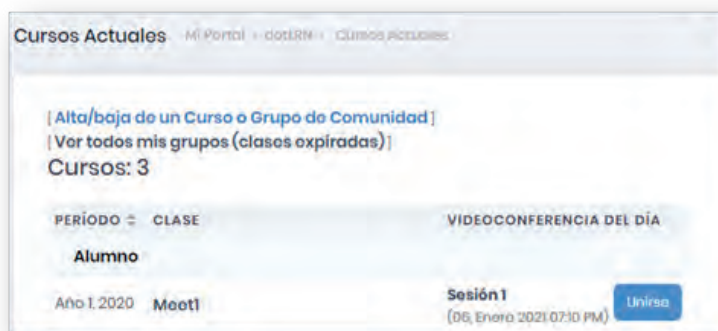 Cursos Actuales Mi Portal › dotLRN › Cursos Actuales
[ Alta/baja de un Curso o Grupo de Comunidad ]
[ Ver todos mis grupos (clases expiradas) ]
Cursos: 3
PERÍODO CLASE VIDEOCONFERENCIA DEL DÍA
Alumno
Año 1, 2020 Meet1 Sesión 1 Unirse
(06, Enero 2021 07:10 PM)